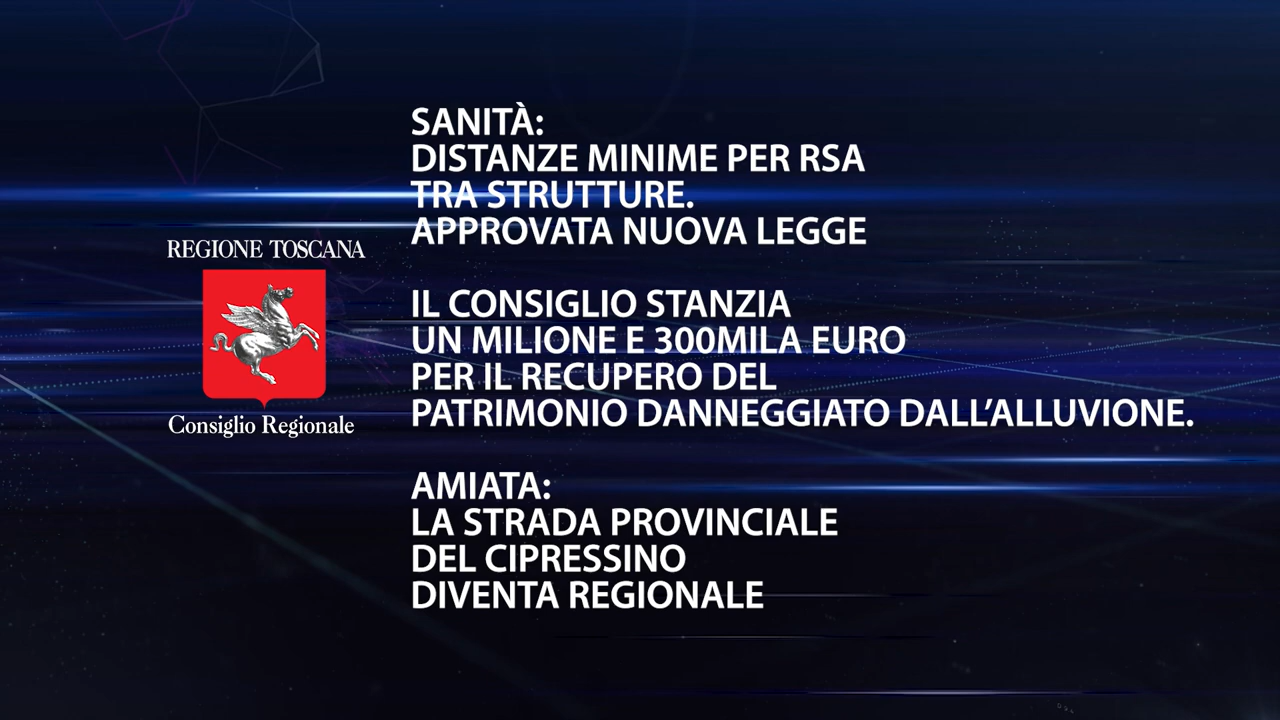 REGIONE TOSCANA
Consiglio Regionale
SANITÀ:
DISTANZE MINIME PER RSA
TRA STRUTTURE.
APPROVATA NUOVA LEGGE
IL CONSIGLIO STANZIA
UN MILIONE E 300MILA EURO
PER IL RECUPERO DEL
PATRIMONIO DANNEGGIATO DALL’ALLUVIONE.
AMIATA:
LA STRADA PROVINCIALE
DEL CIPRESSINO
DIVENTA REGIONALE